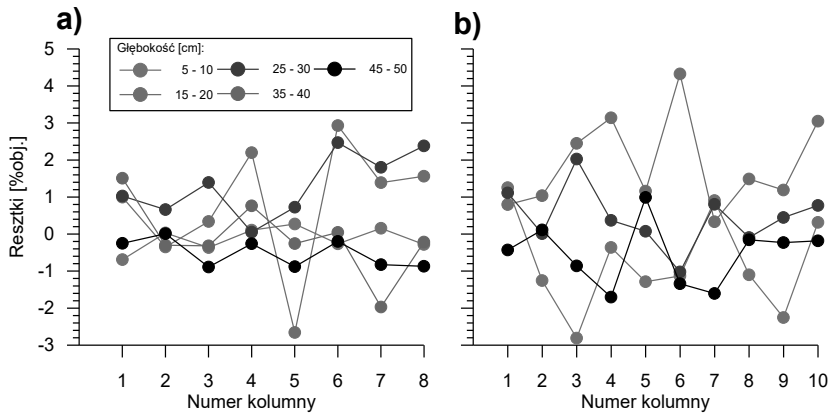 a)
b)
Głębokość [cm]:
5 - 10
25 - 30
45 - 50
15 - 20
35 - 40
Resztki [%obj.]
5
4
3
2
1
0
-1
-2
-3
1 2 3 4 5 6 7 8
Numer kolumny
1 2 3 4 5 6 7 8 9 10
Numer kolumny